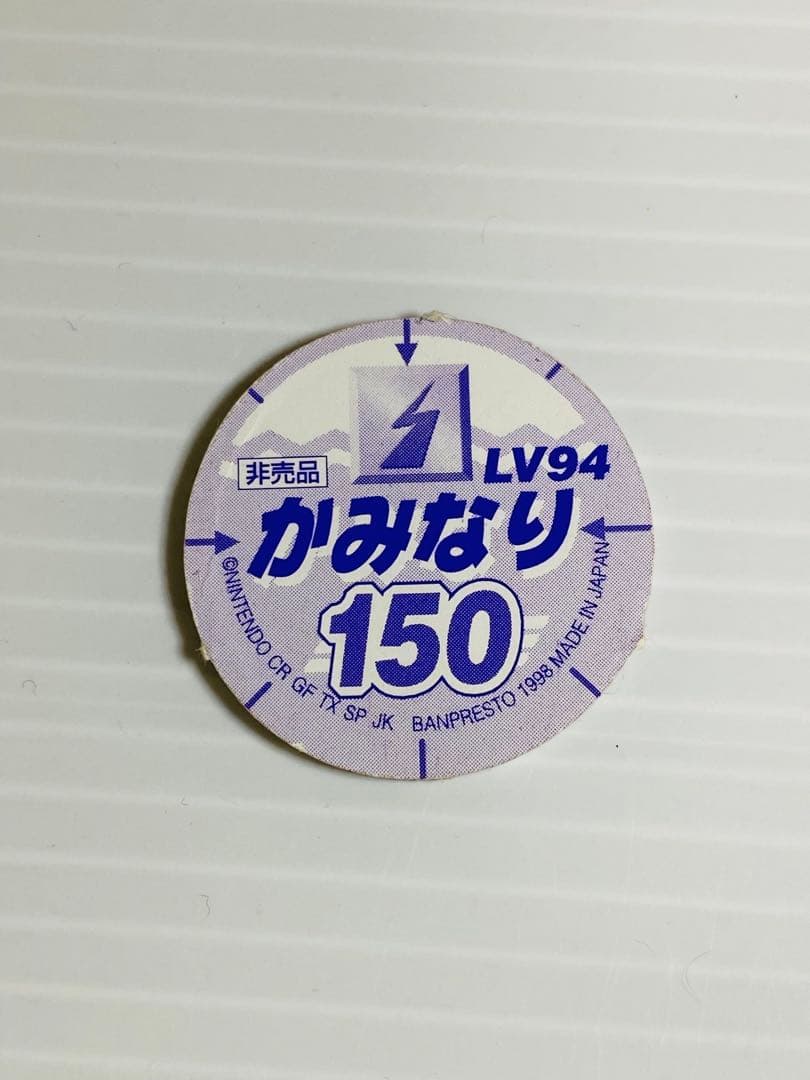 非売品
LV94
かみなり
150
©NINTENDO CR GF TX SP JK BANPRESTO 1998 MADE IN JAPAN